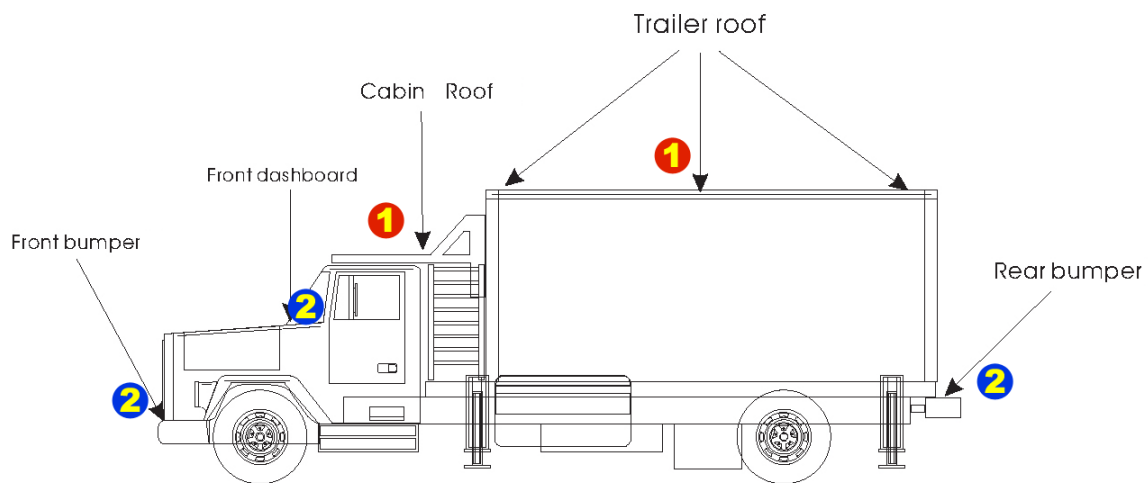 Trailer roof
Cabin Roof
1
Front dashboard
1
Front bumper
Rear bumper
2
2
2